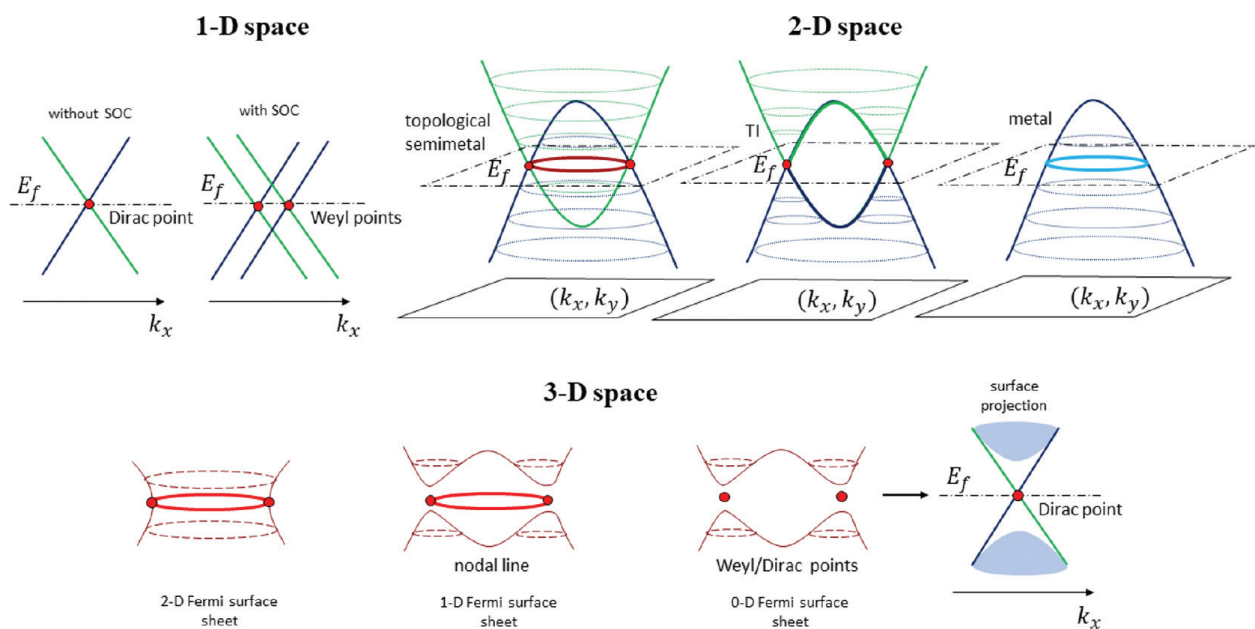 1-D space
2-D space
without SOC
with SOC
E_f
Dirac point
E_f
Weyl points
k_x
k_x
topological
semimetal
E_f
(k_x, k_y)
TI
E_f
(k_x, k_y)
metal
E_f
(k_x, k_y)
3-D space
2-D Fermi surface
sheet
nodal line
1-D Fermi surface
sheet
Weyl/Dirac points
0-D Fermi surface
sheet
surface
projection
E_f
Dirac point
k_x